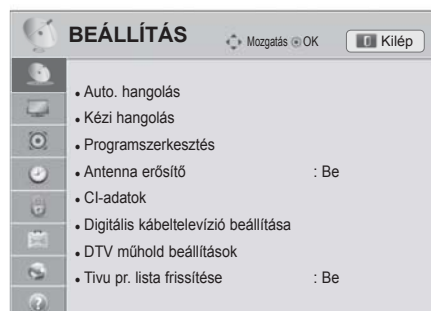 BEÁLLÍTÁS Mozgatás OK Kilép
• Auto. hangolás
• Kézi hangolás
• Programszerkesztés
• Antenna erősítő : Be
• CI-adatok
• Digitális kábeltelevízió beállítása
• DTV műhold beállítások
• Tivu pr. lista frissítése : Be